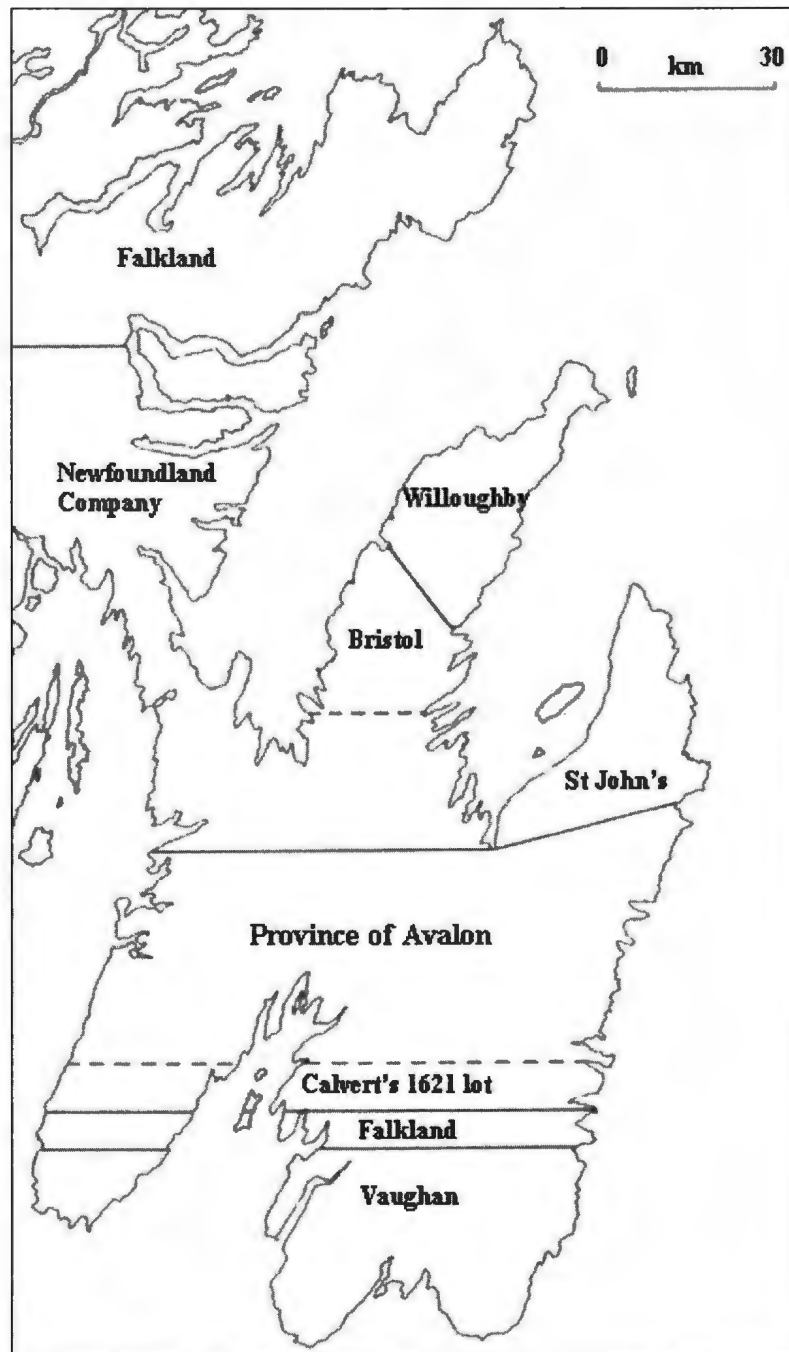 0 km 30
Falkland
Newfoundland
Company
Willoughby
Bristol
St John's
Province of Avalon
Calvert's 1621 lot
Falkland
Vaughan